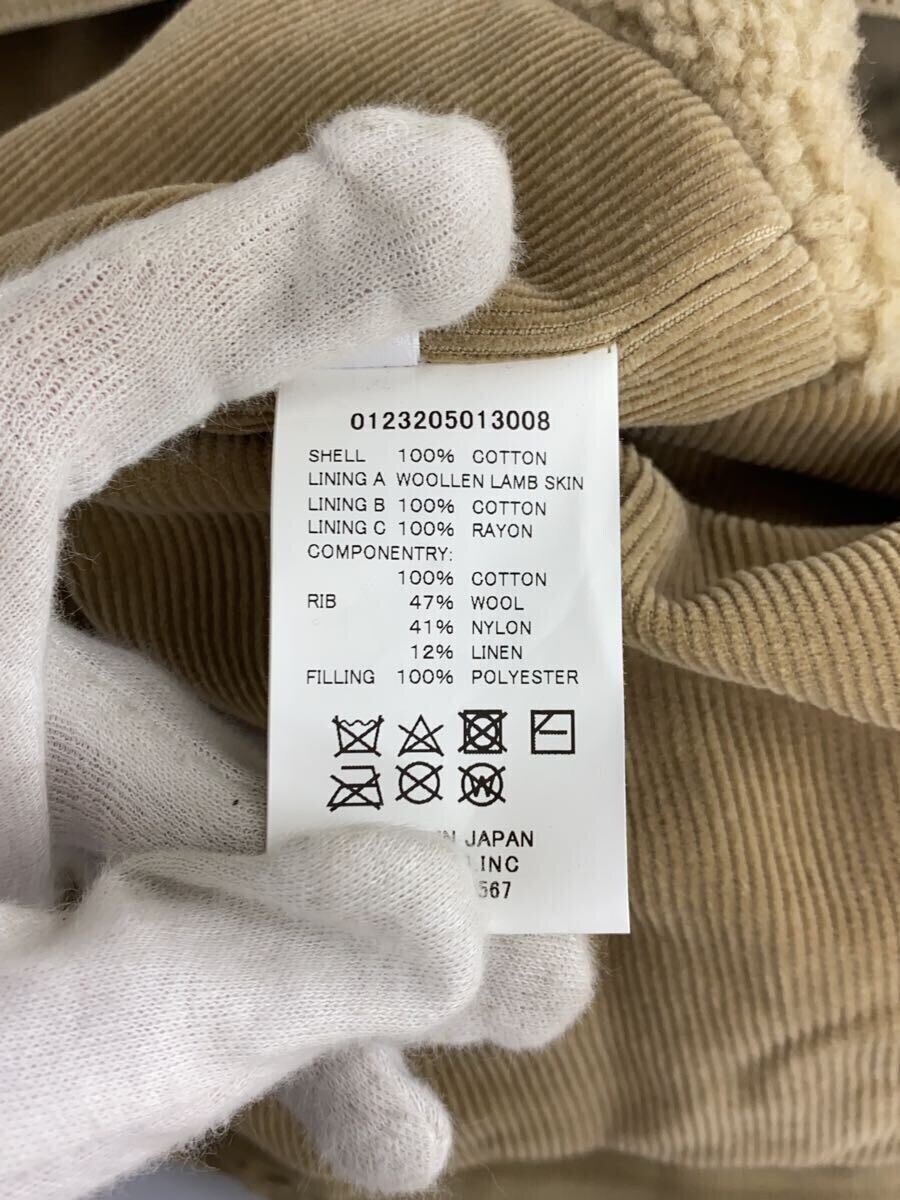 0123205013008
SHELL 100% COTTON
LINING A WOOLLEN LAMB SKIN
LINING B 100% COTTON
LINING C 100% RAYON
COMPONENTRY:
100% COTTON
RIB 47% WOOL
41% NYLON
12% LINEN
FILLING 100% POLYESTER
W
JAPAN
.INC
567